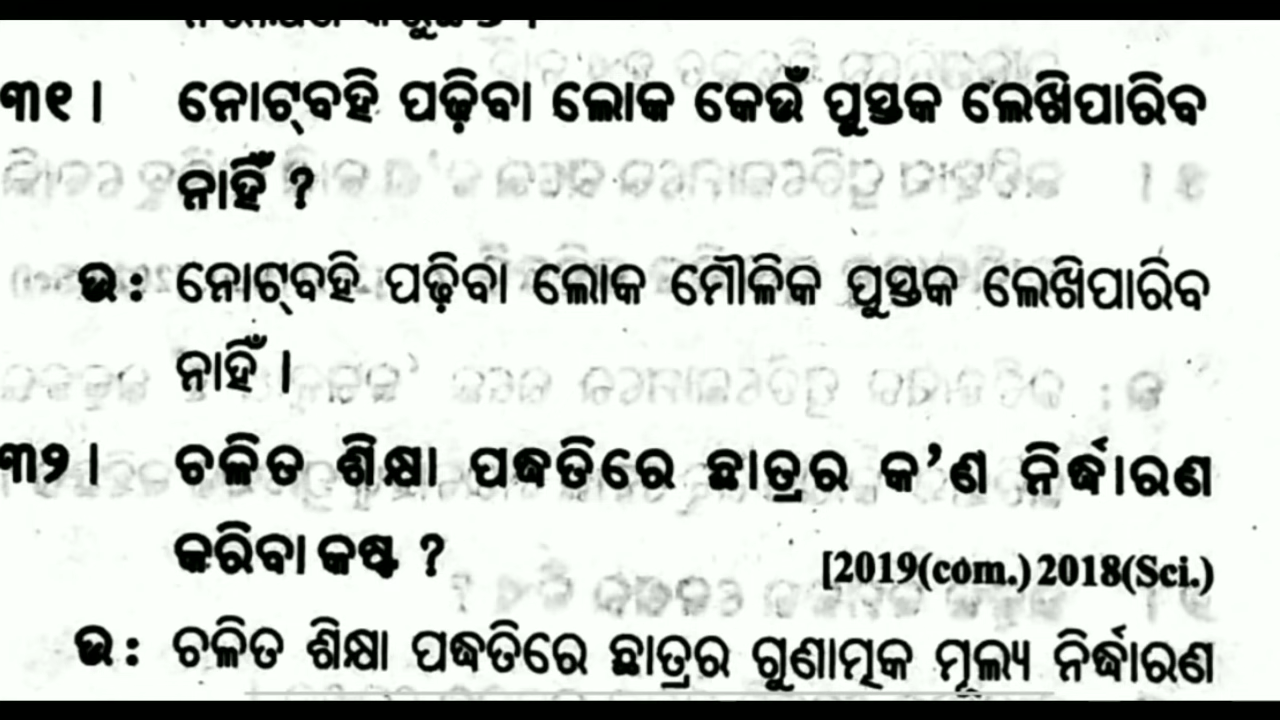 ୩୧ । ନୋଟ୍‌ବହି ପଢ଼ିବା ଲୋକ କେଉଁ ପୁସ୍ତକ ଲେଖିପାରିବ
ନାହିଁ ?
ଉ : ନୋଟ୍‌ବହି ପଢ଼ିବା ଲୋକ ମୌଳିକ ପୁସ୍ତକ ଲେଖିପାରିବ
ନାହିଁ ।
୩୨ । ଚଳିତ ଶିକ୍ଷା ପଦ୍ଧତିରେ ଛାତ୍ରର କ’ଣ ନିର୍ଦ୍ଧାରଣ
କରିବା କଷ୍ଟ ? [2019(com.) 2018(Sci.)
ଉ : ଚଳିତ ଶିକ୍ଷା ପଦ୍ଧତିରେ ଛାତ୍ରର ଗୁଣାତ୍ମକ ମୂଲ୍ୟ ନିର୍ଦ୍ଧାରଣ